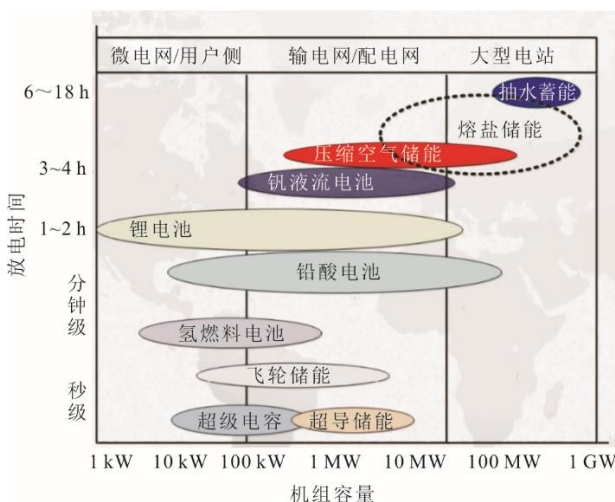 微电网/用户侧 输电网/配电网 大型电站
6～18 h
抽水蓄能
熔盐储能
压缩空气储能
3~4 h
钒液流电池
放电时间
1~2 h
锂电池
铅酸电池
分钟级
氢燃料电池
飞轮储能
秒级
超级电容
超导储能
1 kW 10 kW 100 kW 1 MW 10 MW 100 MW 1 GW
机组容量